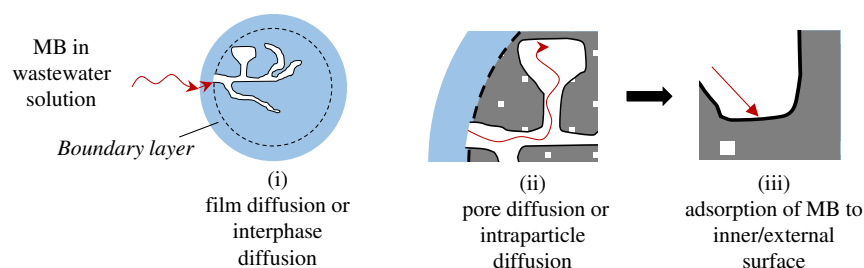 MB in
wastewater
solution
Boundary layer
(i)
film diffusion or
interphase
diffusion
(ii)
pore diffusion or
intraparticle
diffusion
(iii)
adsorption of MB to
inner/external
surface